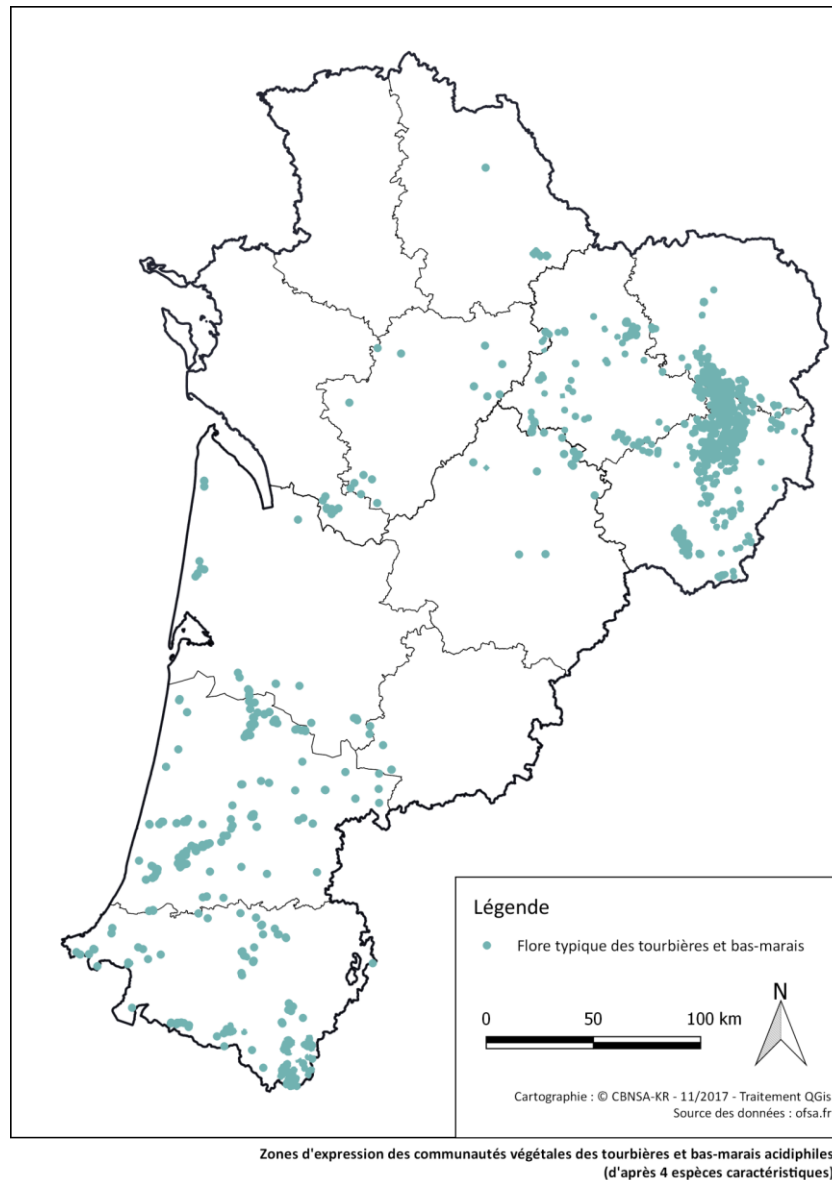 Légende
Flore typique des tourbières et bas-marais
N
0 50 100 km
Cartographie : © CBNSA-KR - 11/2017 - Traitement QGis
Source des données : ofsa.fr
Zones d'expression des communautés végétales des tourbières et bas-marais acidiphiles
(d'après 4 espèces caractéristiques)